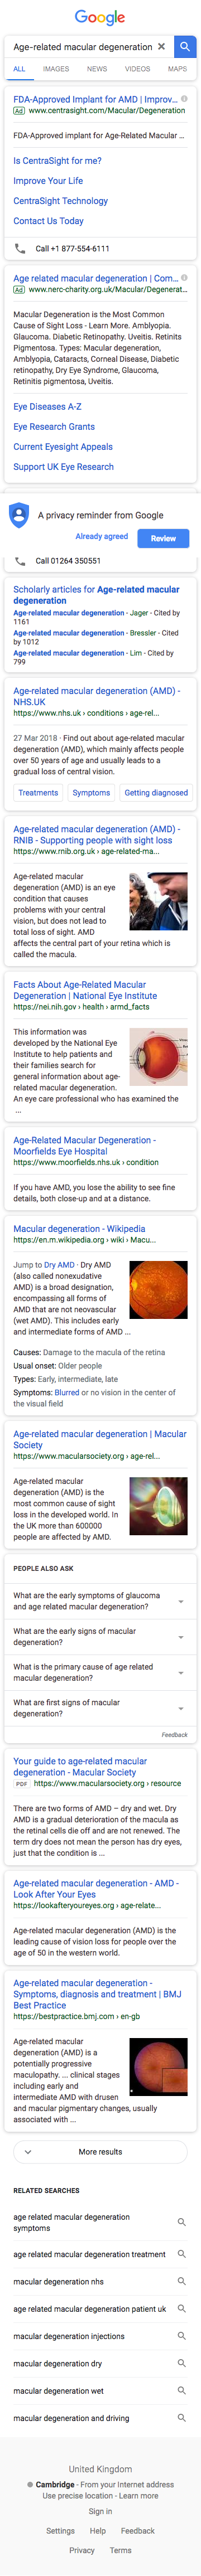 Google
Age-related macular degeneration
ALL IMAGES NEWS VIDEOS MAPS
FDA-Approved Implant for AMD | Improv...
Ad www.centrasight.com/Macular/Degeneration
FDA-Approved implant for Age-Related Macular ...
Is CentraSight for me?
Improve Your Life
CentraSight Technology
Contact Us Today
Call +1 877-554-6111
Age related macular degeneration | Com...
Ad www.nerc-charity.org.uk/Macular/Degenerat...
Macular Degeneration is the Most Common
Cause of Sight Loss - Learn More. Amblyopia.
Glaucoma. Diabetic Retinopathy. Uveitis. Retinits
Pigmentosa. Types: Macular degeneration,
Amblyopia, Cataracts, Corneal Disease, Diabetic
retinopathy, Dry Eye Syndrome, Glaucoma,
Retinitis pigmentosa, Uveitis.
Eye Diseases A-Z
Eye Research Grants
Current Eyesight Appeals
Support UK Eye Research
A privacy reminder from Google
Already agreed Review
Call 01264 350551
Scholarly articles for Age-related macular
degeneration
Age-related macular degeneration - Jager - Cited by
1161
Age-related macular degeneration - Bressler - Cited
by 1012
Age-related macular degeneration - Lim - Cited by
799
Age-related macular degeneration (AMD) -
NHS.UK
https://www.nhs.uk › conditions › age-rel...
27 Mar 2018 · Find out about age-related macular
degeneration (AMD), which mainly affects people
over 50 years of age and usually leads to a
gradual loss of central vision.
Treatments Symptoms Getting diagnosed
Age-related macular degeneration (AMD) -
RNIB - Supporting people with sight loss
https://www.rnib.org.uk › age-related-ma...
Age-related macular
degeneration (AMD) is an eye
condition that causes
problems with your central
vision, but does not lead to
total loss of sight. AMD
affects the central part of your retina which is
called the macula.
Facts About Age-Related Macular
Degeneration | National Eye Institute
https://nei.nih.gov › health › armd_facts
This information was
developed by the National Eye
Institute to help patients and
their families search for
general information about age-
related macular degeneration.
An eye care professional who has examined the
...
Age-Related Macular Degeneration -
Moorfields Eye Hospital
https://www.moorfields.nhs.uk › condition
If you have AMD, you lose the ability to see fine
details, both close-up and at a distance.
Macular degeneration - Wikipedia
https://en.m.wikipedia.org › wiki › Macu...
Jump to Dry AMD · Dry AMD
(also called nonexudative
AMD) is a broad designation,
encompassing all forms of
AMD that are not neovascular
(wet AMD). This includes early
and intermediate forms of AMD ...
Causes: Damage to the macula of the retina
Usual onset: Older people
Types: Early, intermediate, late
Symptoms: Blurred or no vision in the center of
the visual field
Age-related macular degeneration | Macular
Society
https://www.macularsociety.org › age-rel...
Age-related macular
degeneration (AMD) is the
most common cause of sight
loss in the developed world. In
the UK more than 600000
people are affected by AMD.
PEOPLE ALSO ASK
What are the early symptoms of glaucoma
and age related macular degeneration?
What are the early signs of macular
degeneration?
What is the primary cause of age related
macular degeneration?
What are first signs of macular
degeneration?
Feedback
Your guide to age-related macular
degeneration - Macular Society
PDF https://www.macularsociety.org › resource
There are two forms of AMD – dry and wet. Dry
AMD is a gradual deterioration of the macula as
the retinal cells die off and are not renewed. The
term dry does not mean the person has dry eyes,
just that the condition is ...
Age-related macular degeneration - AMD -
Look After Your Eyes
https://lookafteryoureyes.org › age-relate...
Age-related macular degeneration (AMD) is the
leading cause of vision loss for people over the
age of 50 in the western world.
Age-related macular degeneration -
Symptoms, diagnosis and treatment | BMJ
Best Practice
https://bestpractice.bmj.com › en-gb
Age-related macular
degeneration (AMD) is a
potentially progressive
maculopathy. ... clinical stages
including early and
intermediate AMD with drusen
and macular pigmentary changes, usually
associated with ...
More results
RELATED SEARCHES
age related macular degeneration
symptoms
age related macular degeneration treatment
macular degeneration nhs
age related macular degeneration patient uk
macular degeneration injections
macular degeneration dry
macular degeneration wet
macular degeneration and driving
United Kingdom
Cambridge - From your Internet address
Use precise location - Learn more
Sign in
Settings Help Feedback
Privacy Terms